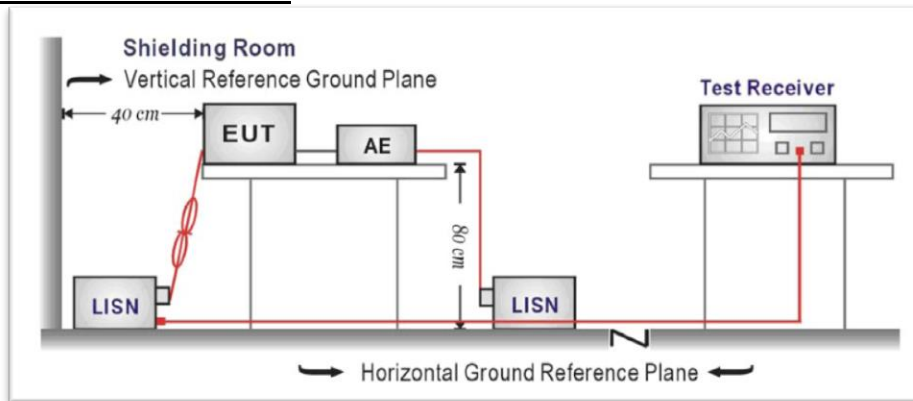 Shielding Room
Vertical Reference Ground Plane
Test Receiver
40 cm
EUT
AE
80 cm
LISN
LISN
Horizontal Ground Reference Plane